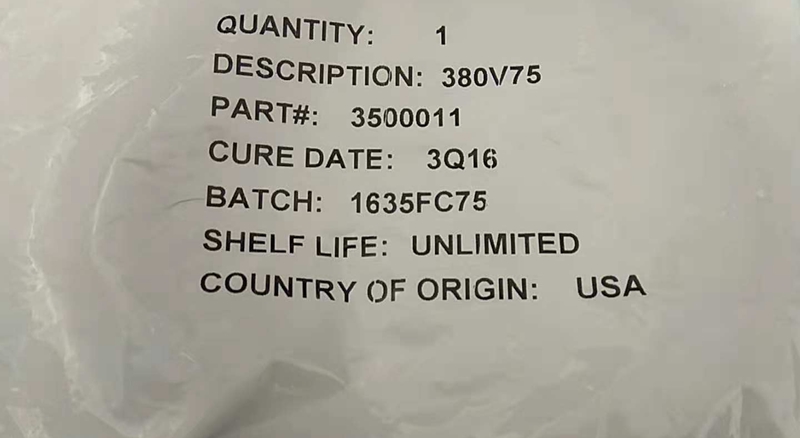 QUANTITY: 1
DESCRIPTION: 380V75
PART#: 3500011
CURE DATE: 3Q16
BATCH: 1635FC75
SHELF LIFE: UNLIMITED
COUNTRY OF ORIGIN: USA